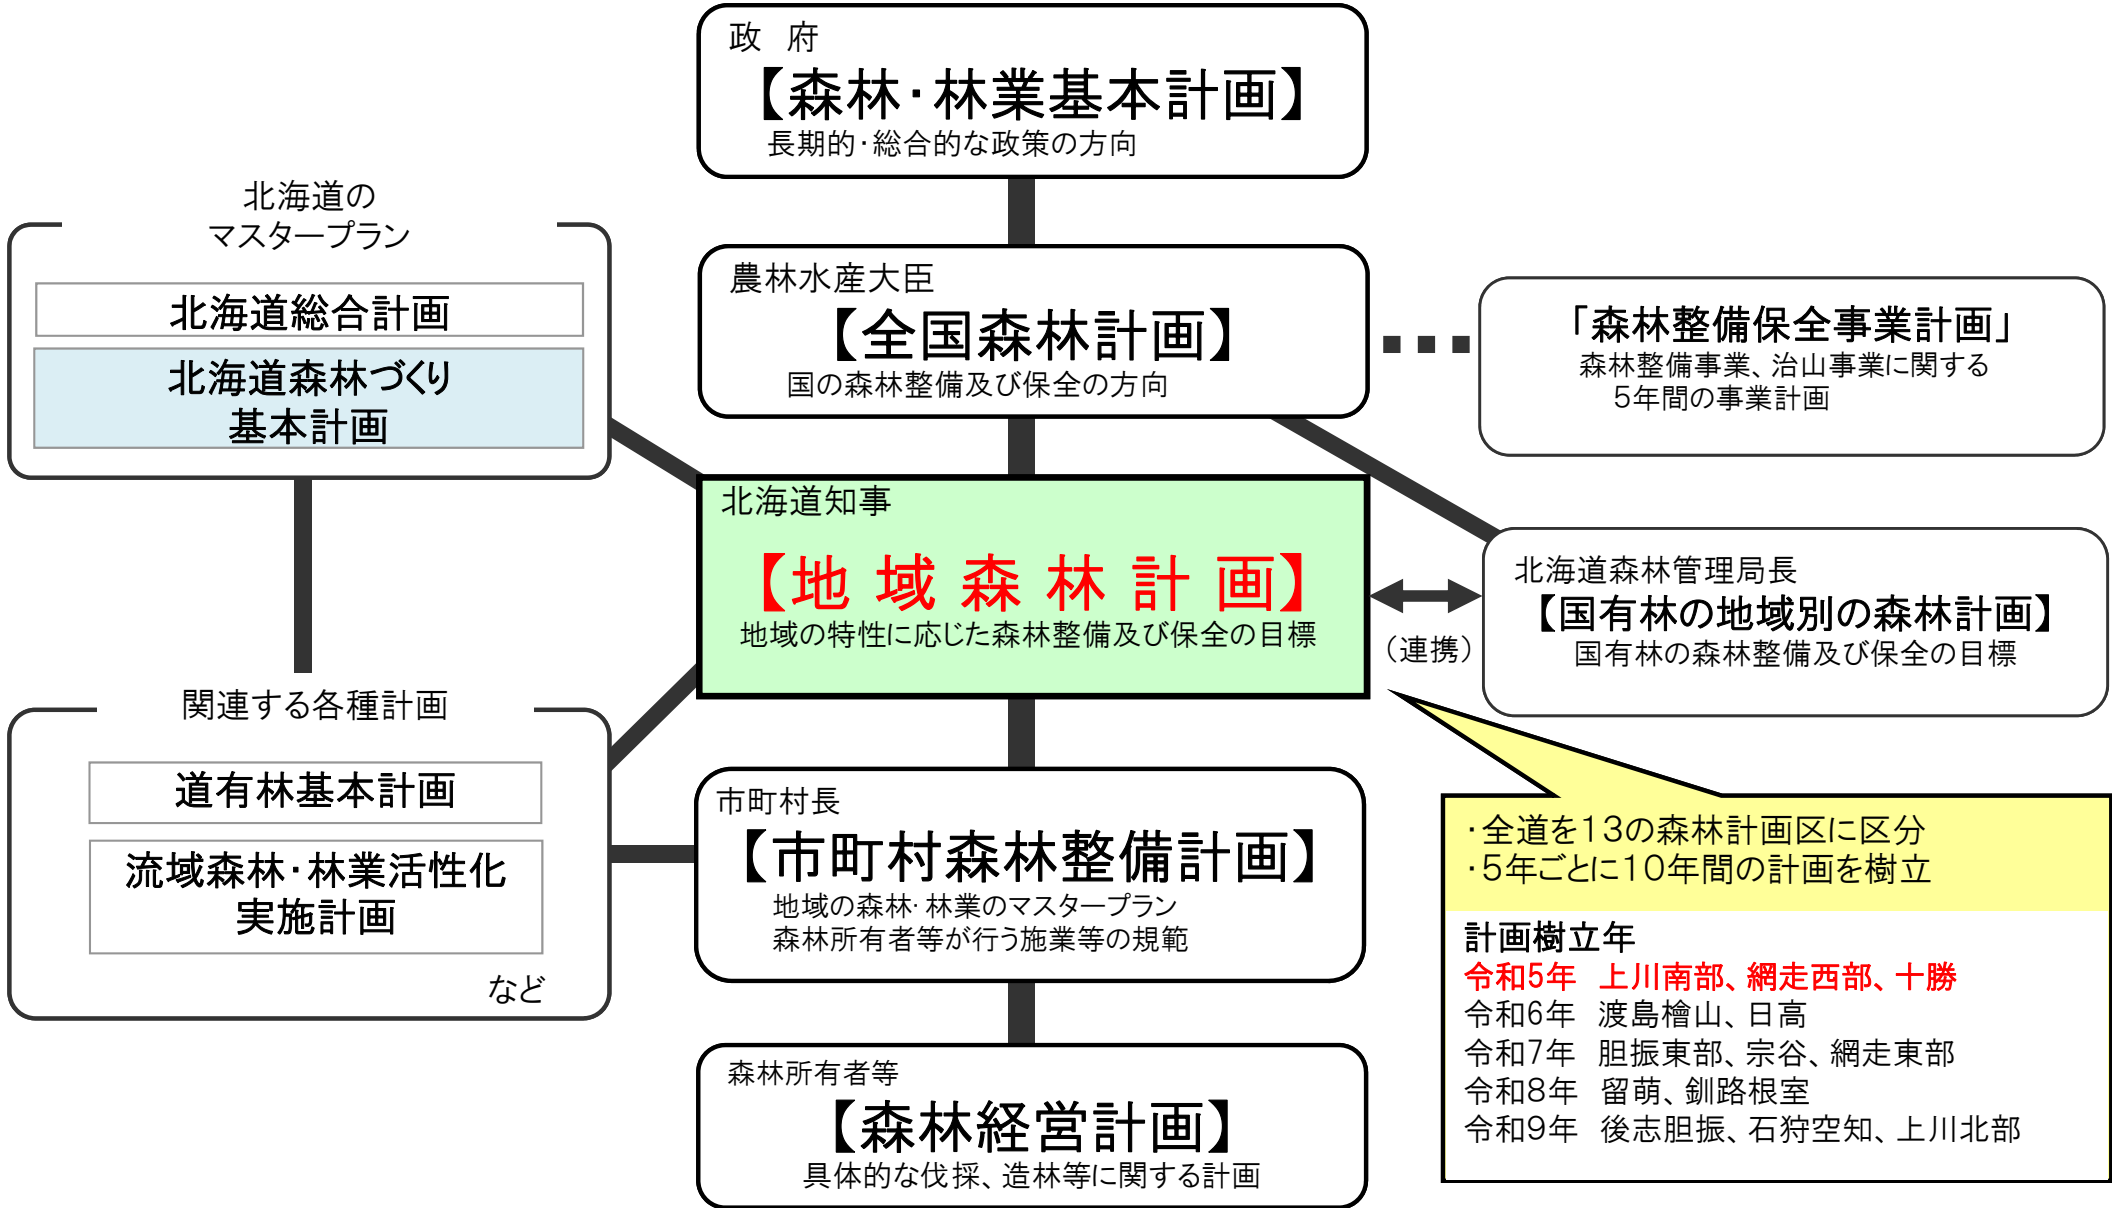 政　府
【森林・林業基本計画】
長期的・総合的な政策の方向
北海道の
マスタープラン
北海道総合計画
北海道森林づくり
基本計画
農林水産大臣
【全国森林計画】
国の森林整備及び保全の方向
「森林整備保全事業計画」
森林整備事業、治山事業に関する
5年間の事業計画
北海道知事
【地 域 森 林 計 画】
地域の特性に応じた森林整備及び保全の目標
（連携）
北海道森林管理局長
【国有林の地域別の森林計画】
国有林の森林整備及び保全の目標
関連する各種計画
道有林基本計画
流域森林・林業活性化
実施計画
など
市町村長
【市町村森林整備計画】
地域の森林・林業のマスタープラン
森林所有者等が行う施業等の規範
・全道を13の森林計画区に区分
・5年ごとに10年間の計画を樹立
計画樹立年
令和5年　上川南部、網走西部、十勝
令和6年　渡島檜山、日高
令和7年　胆振東部、宗谷、網走東部
令和8年　留萌、釧路根室
令和9年　後志胆振、石狩空知、上川北部
森林所有者等
【森林経営計画】
具体的な伐採、造林等に関する計画